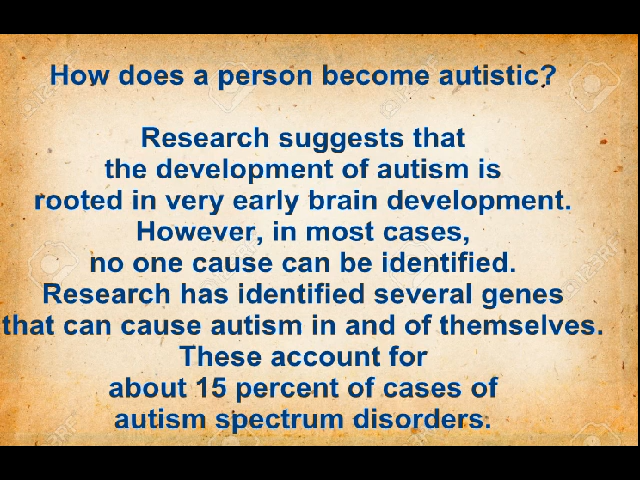 How does a person become autistic?
Research suggests that
the development of autism is
rooted in very early brain development.
However, in most cases,
no one cause can be identified.
Research has identified several genes
that can cause autism in and of themselves.
These account for
about 15 percent of cases of
autism spectrum disorders.